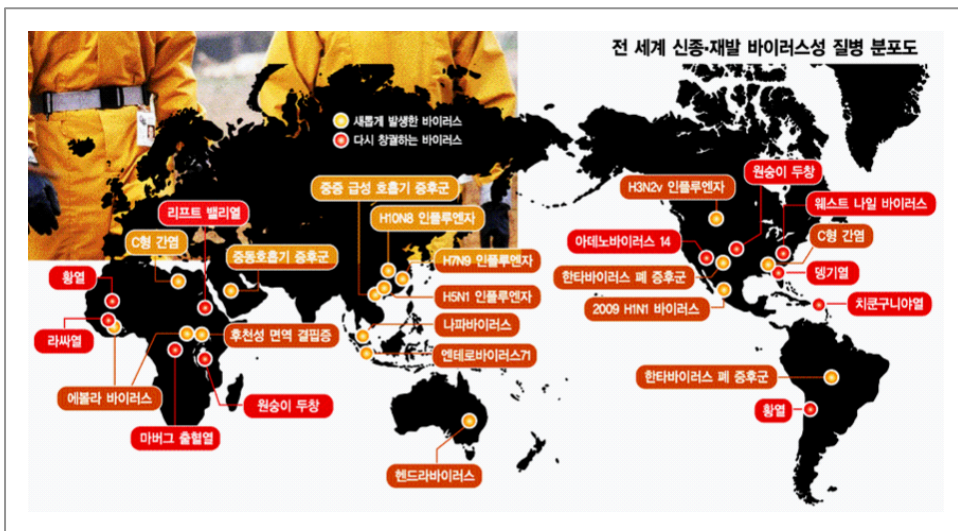 전 세계 신종·재발 바이러스성 질병 분포도
새롭게 발생한 바이러스
다시 창궐하는 바이러스
중증 급성 호흡기 증후군
H10N8 인플루엔자
리프트 밸리열
C형 간염
중동호흡기 증후군
황열
H7N9 인플루엔자
H5N1 인플루엔자
라싸열
후천성 면역 결핍증
나파바이러스
엔테로바이러스71
에볼라 바이러스
원숭이 두창
마버그 출혈열
헨드라바이러스
원숭이 두창
H3N2v 인플루엔자
웨스트 나일 바이러스
C형 간염
아데노바이러스 14
한타바이러스 폐 증후군
뎅기열
2009 H1N1 바이러스
치쿤구니아열
한타바이러스 폐 증후군
황열